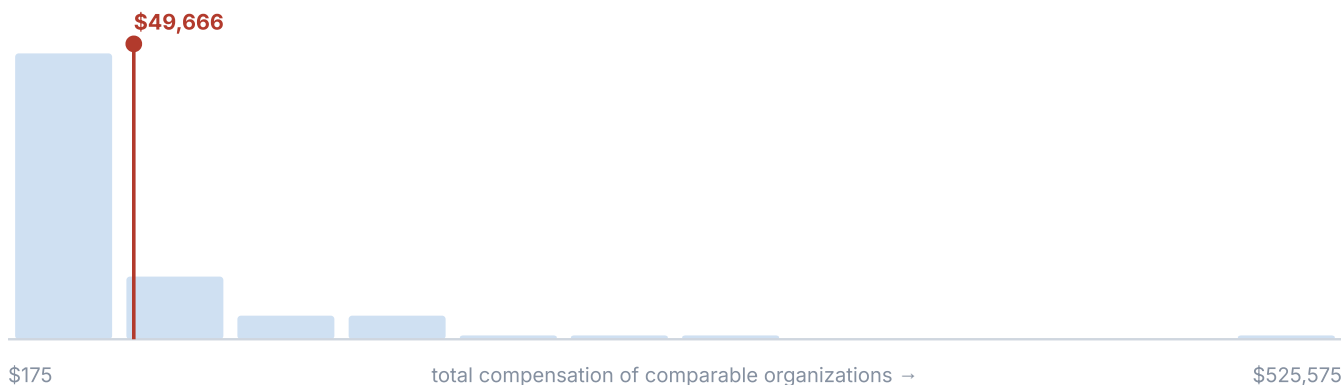 $49,666
$175 total compensation of comparable organizations → $525,575